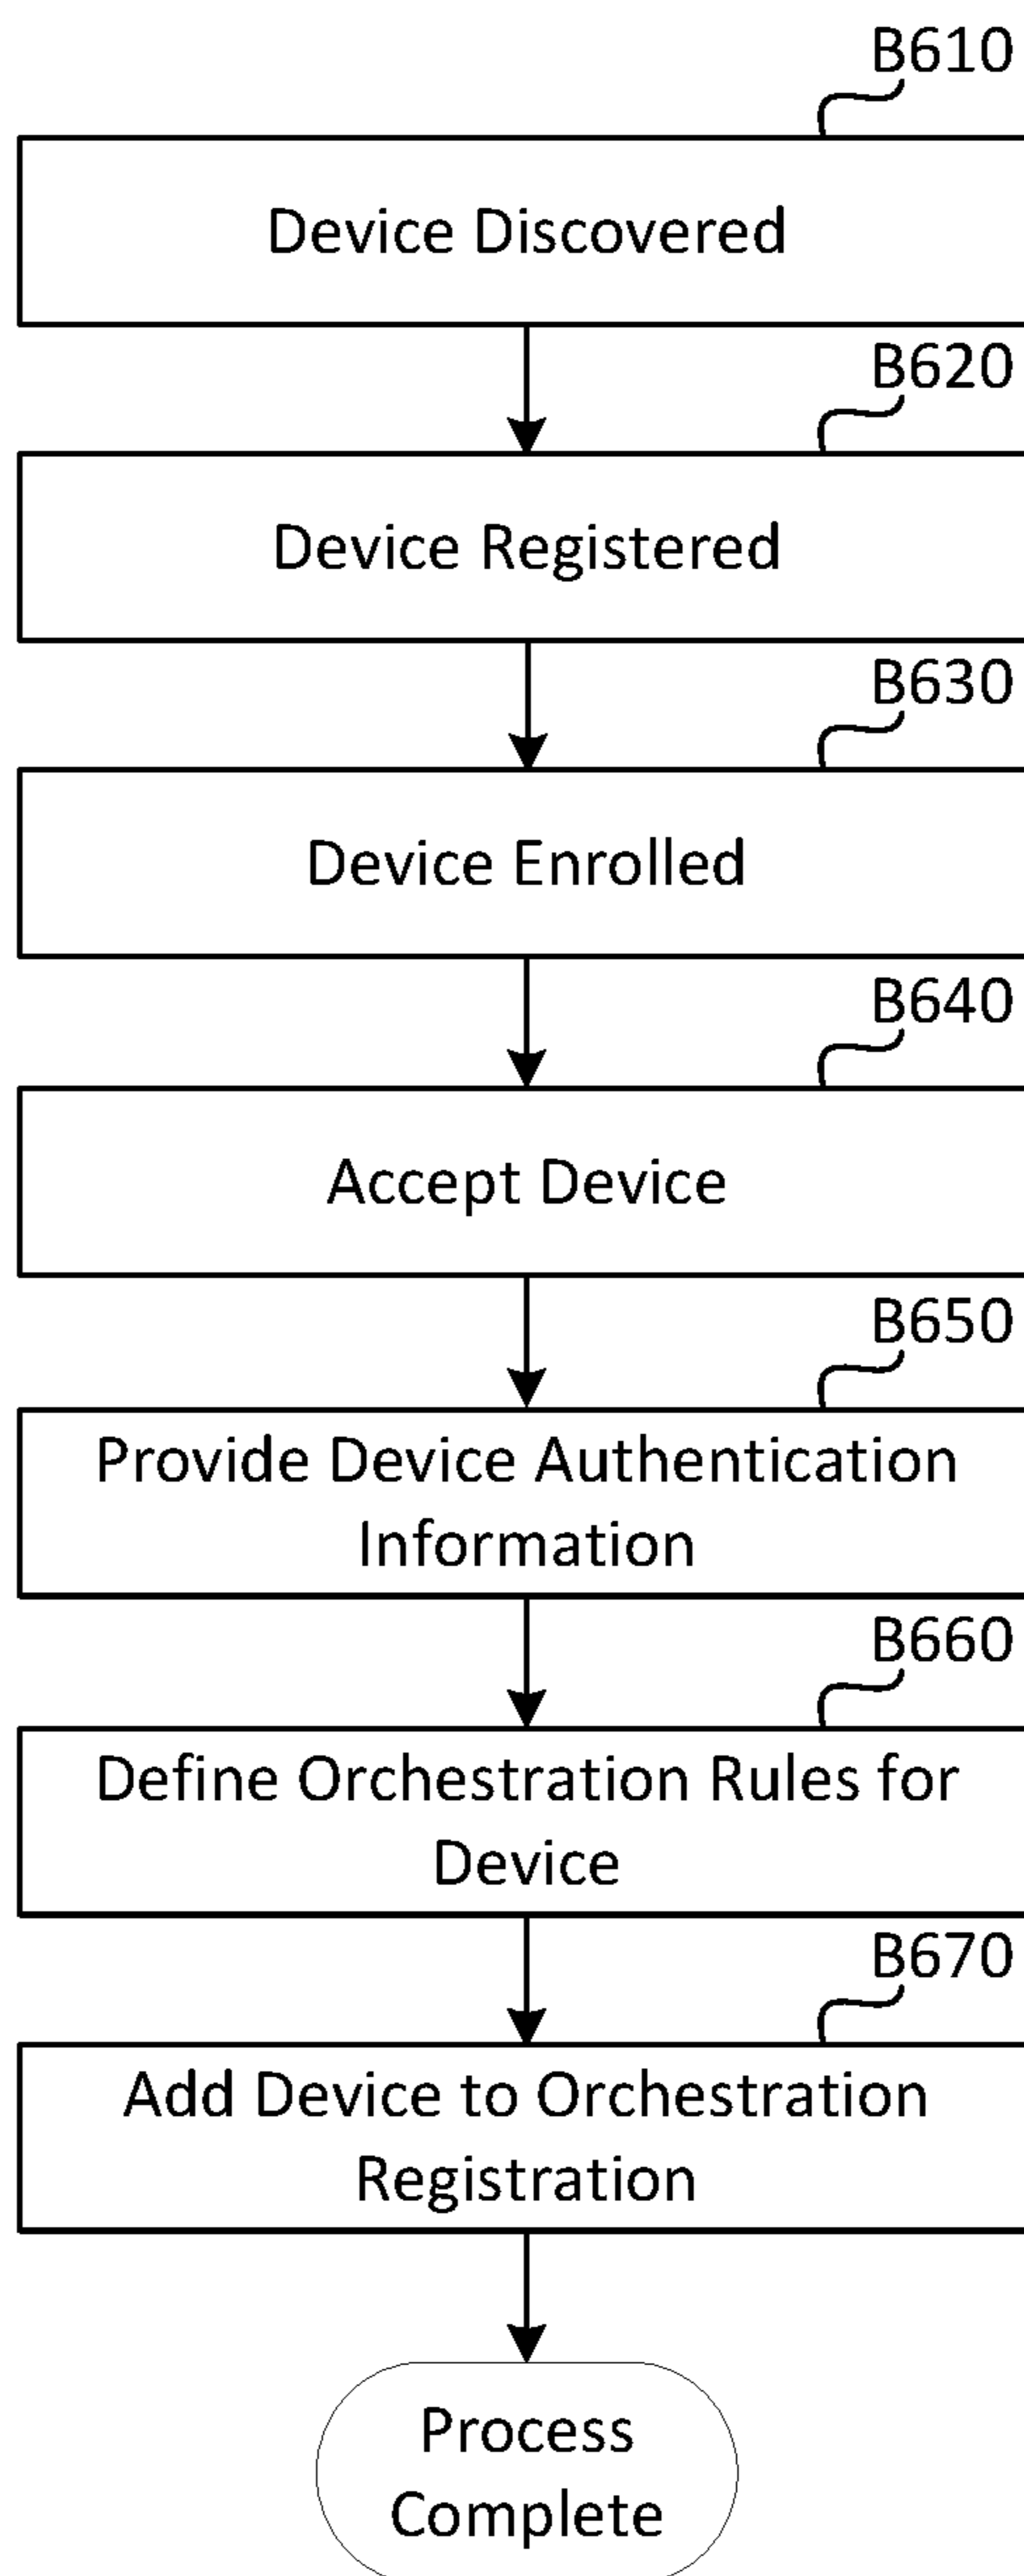 B610
Device Discovered
B620
Device Registered
B630
Device Enrolled
B640
Accept Device
B650
Provide Device Authentication
Information
B660
Define Orchestration Rules for
Device
B670
Add Device to Orchestration
Registration
Process
Complete